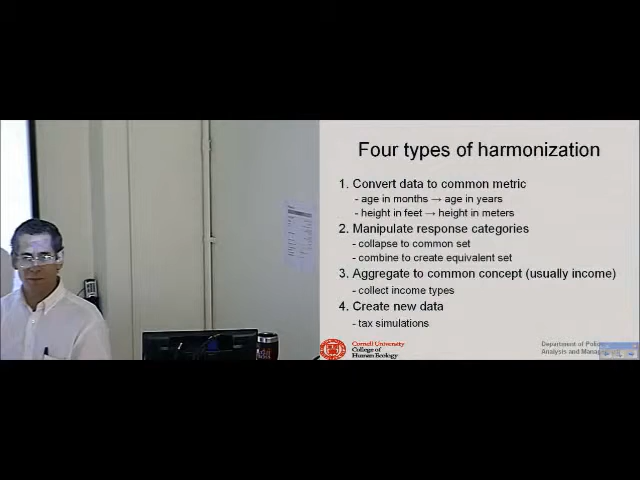 Four types of harmonization
1. Convert data to common metric
- age in months → age in years
- height in feet → height in meters
2. Manipulate response categories
- collapse to common set
- combine to create equivalent set
3. Aggregate to common concept (usually income)
- collect income types
4. Create new data
- tax simulations
Cornell University
College of
Human Ecology
Department of
Analysis and